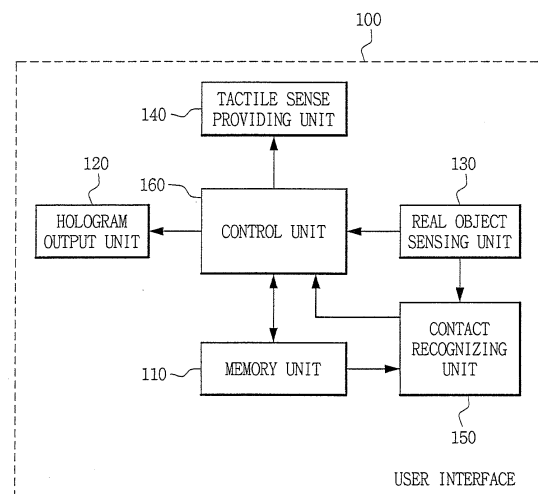 100
TACTILE SENSE
PROVIDING UNIT
140
120
160
130
HOLOGRAM
OUTPUT UNIT
CONTROL UNIT
REAL OBJECT
SENSING UNIT
CONTACT
RECOGNIZING
UNIT
110
MEMORY UNIT
150
USER INTERFACE